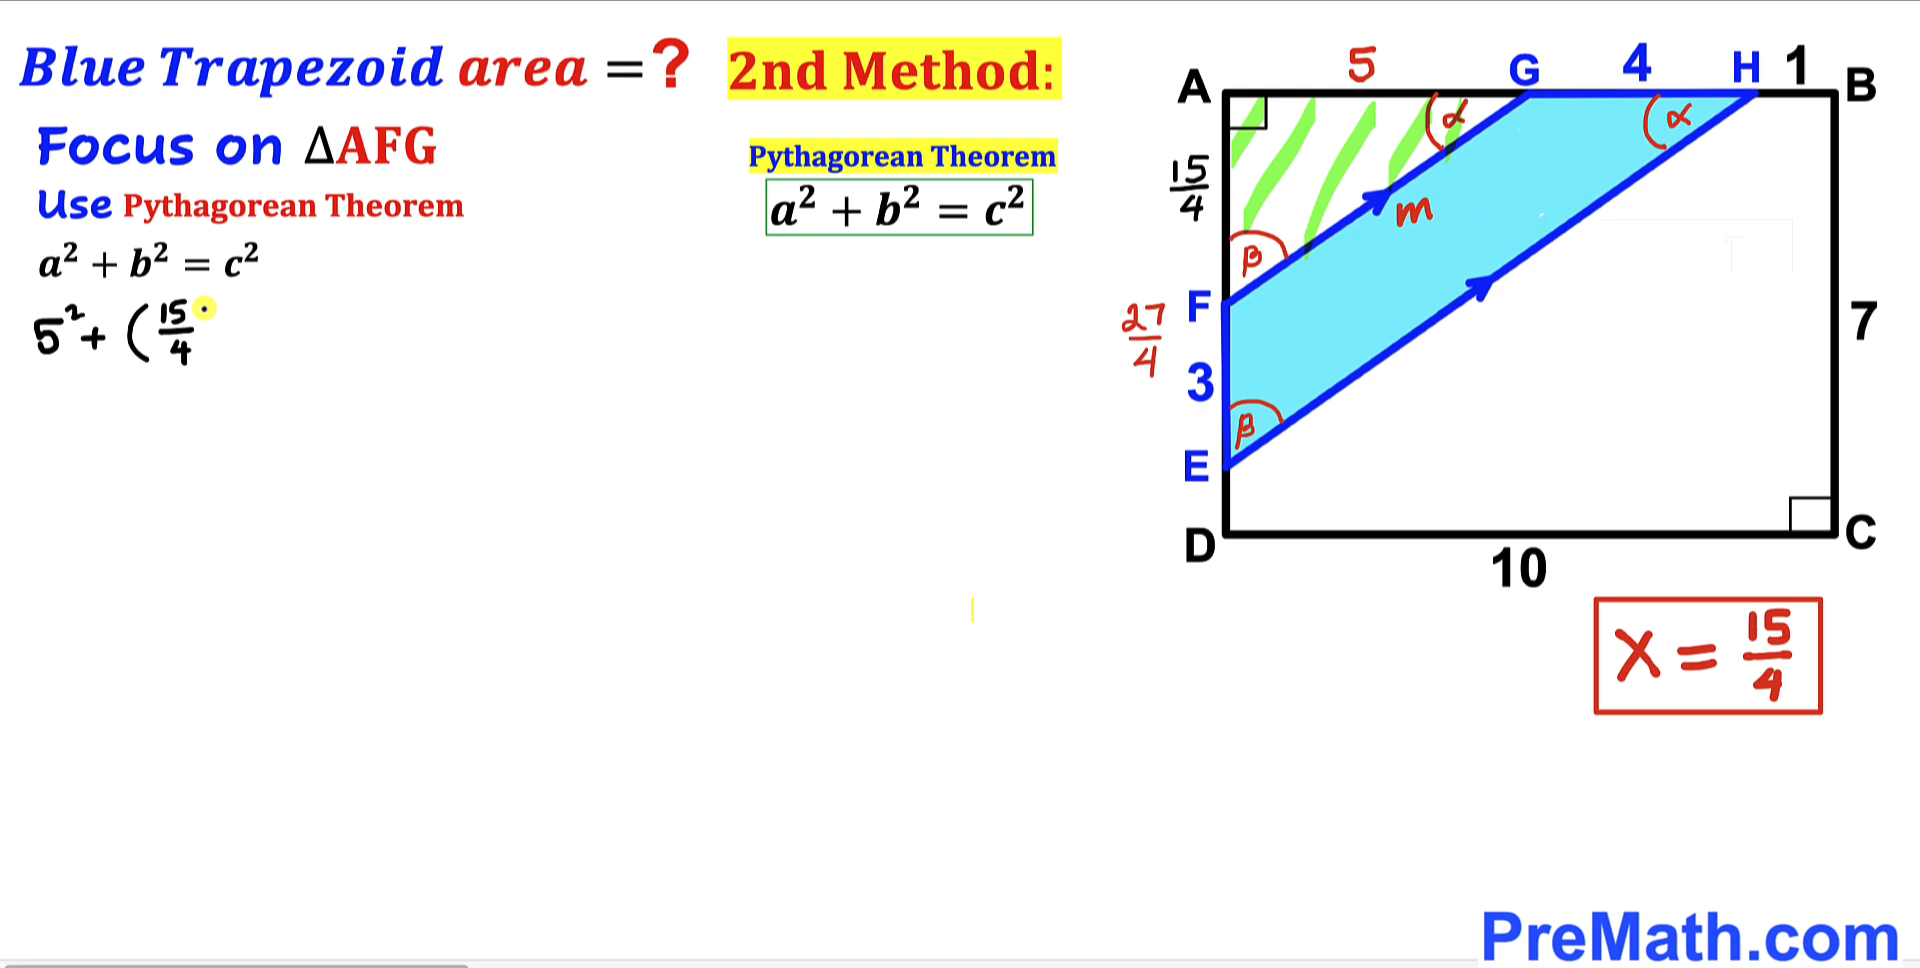 Blue Trapezoid area = ? 2nd Method:
Focus on ΔAFG
Use Pythagorean Theorem
a² + b² = c²
5² + (15/4
Pythagorean Theorem
a² + b² = c²
A 5 G 4 H 1 B
α α
15/4
m
β
27/4 F 7
3
β
E
D C
10
x = 15/4
PreMath.com